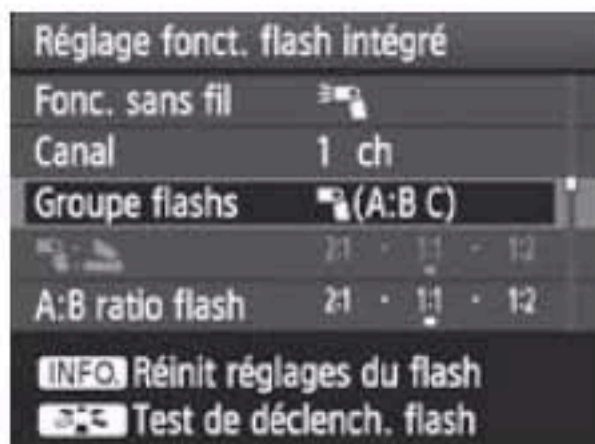 Réglage fonct. flash intégré
Fonc. sans fil
Canal 1 ch
Groupe flashs (A:B C)
2:1 · 1:1 · 1:2
A:B ratio flash 2:1 · 1:1 · 1:2
INFO. Réinit réglages du flash
Test de déclench. flash